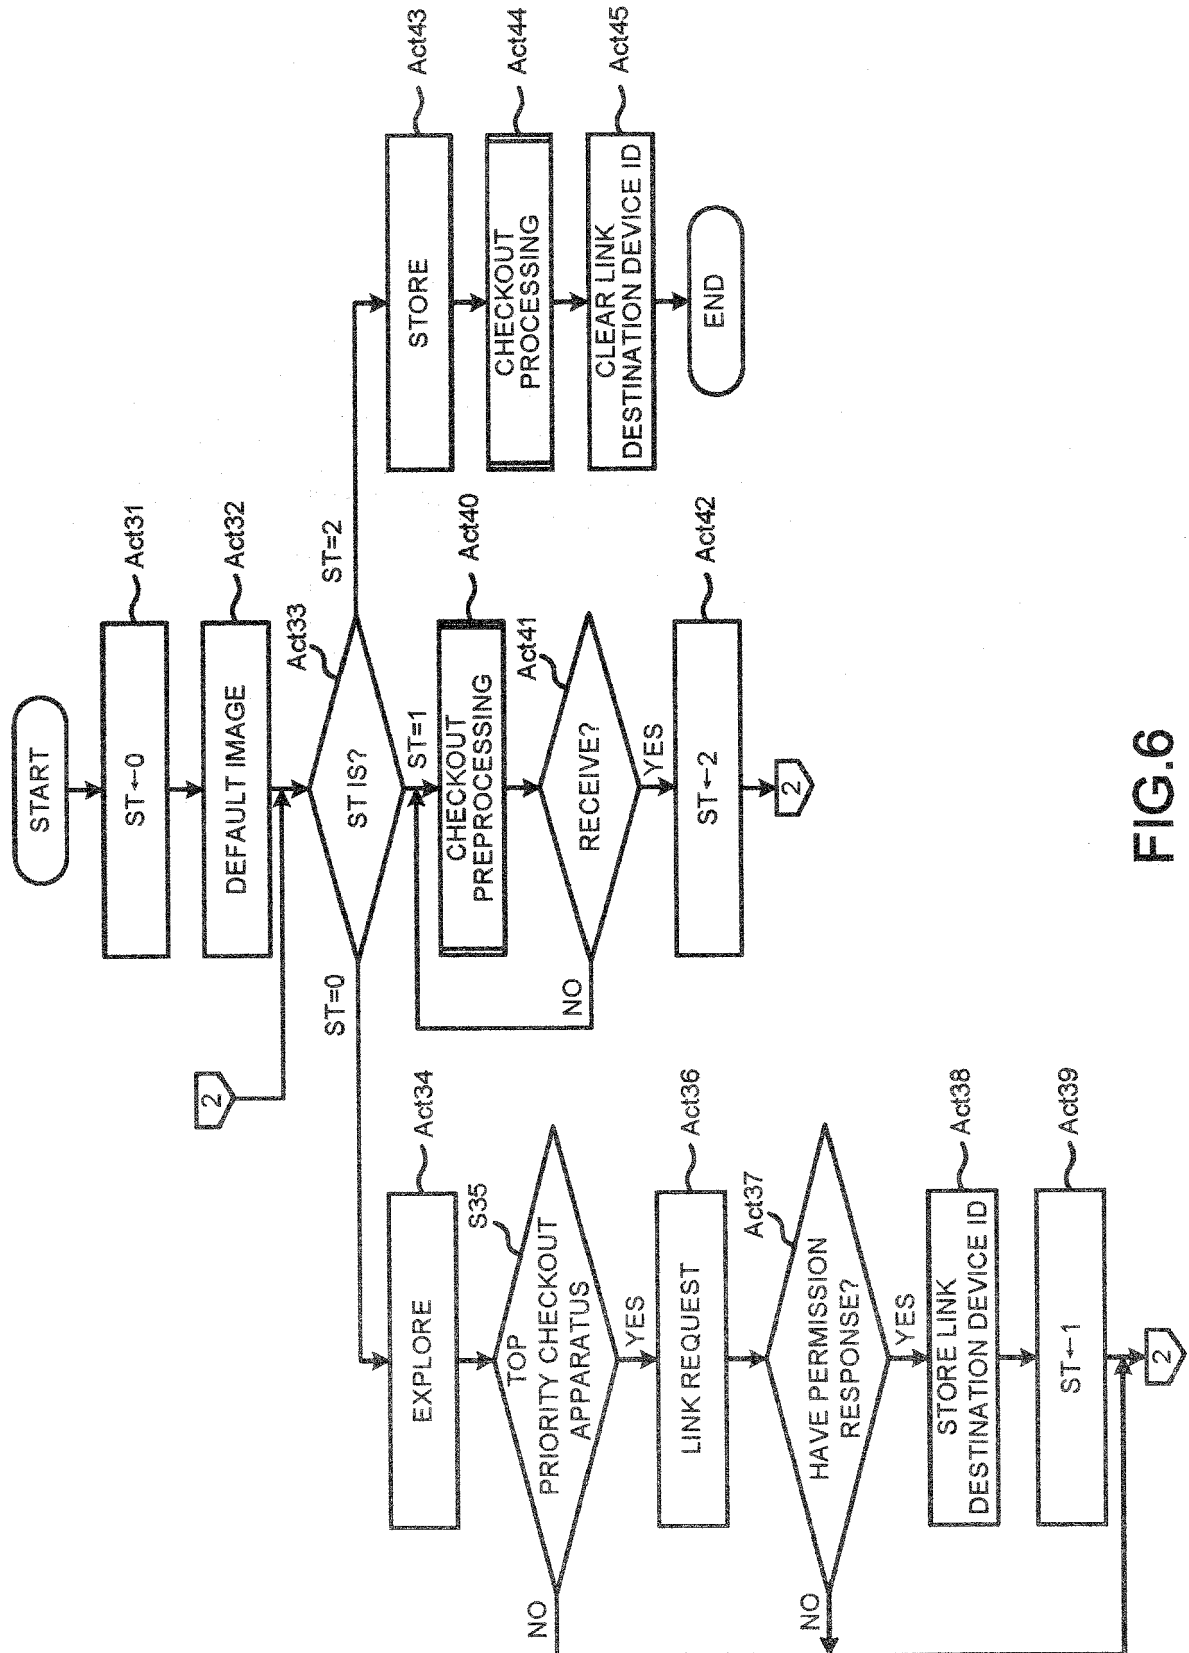 START
ST←0
Act31
DEFAULT IMAGE
Act32
2
ST IS?
Act33
ST=0
ST=1
ST=2
EXPLORE
Act34
TOP
PRIORITY CHECKOUT
APPARATUS
S35
NO
YES
LINK REQUEST
Act36
HAVE PERMISSION
RESPONSE?
Act37
NO
YES
STORE LINK
DESTINATION DEVICE ID
Act38
ST←1
Act39
2
CHECKOUT
PREPROCESSING
Act40
RECEIVE?
Act41
NO
YES
ST←2
Act42
2
STORE
Act43
CHECKOUT
PROCESSING
Act44
CLEAR LINK
DESTINATION DEVICE ID
Act45
END
FIG.6